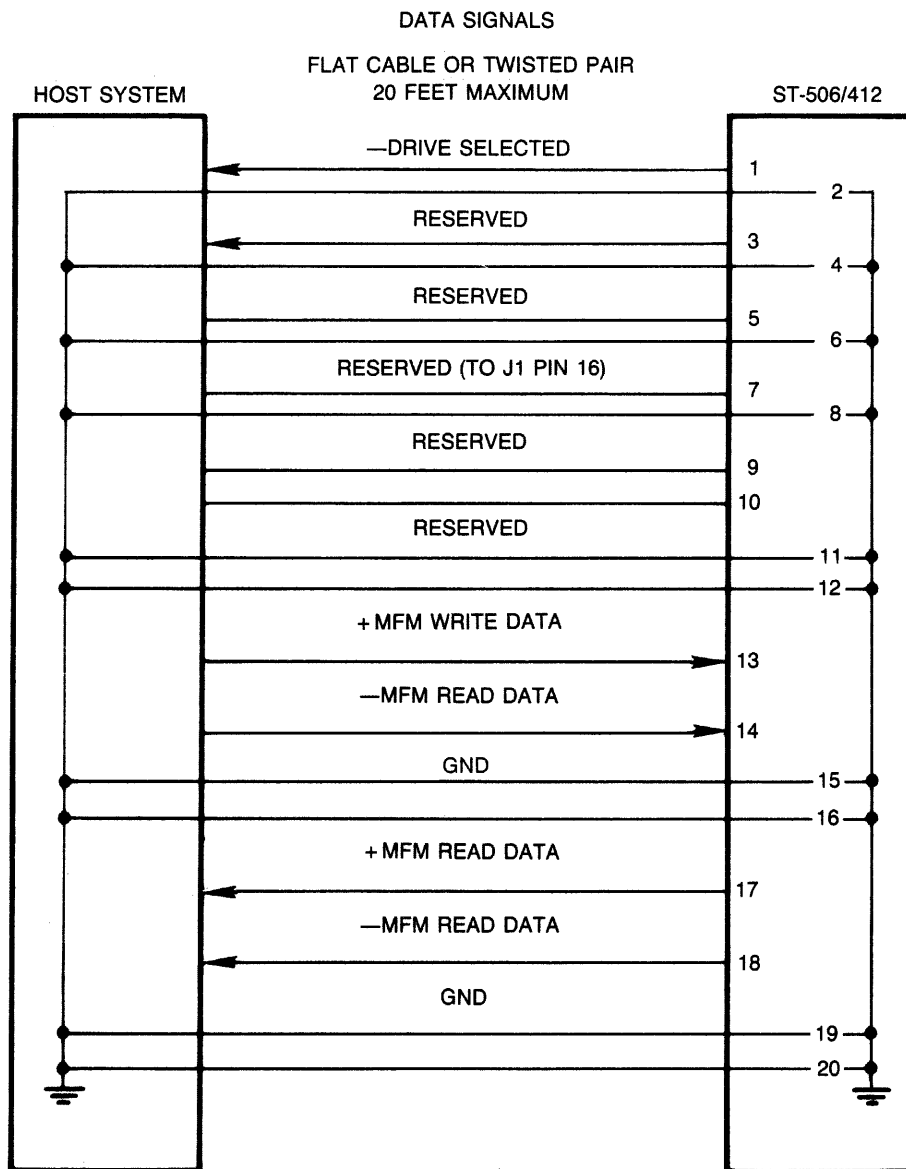 DATA SIGNALS
FLAT CABLE OR TWISTED PAIR
20 FEET MAXIMUM
HOST SYSTEM
ST-506/412
—DRIVE SELECTED
1
2
RESERVED
3
4
RESERVED
5
6
RESERVED (TO J1 PIN 16)
7
8
RESERVED
9
10
RESERVED
11
12
+MFM WRITE DATA
13
—MFM READ DATA
14
GND
15
16
+MFM READ DATA
17
—MFM READ DATA
18
GND
19
20